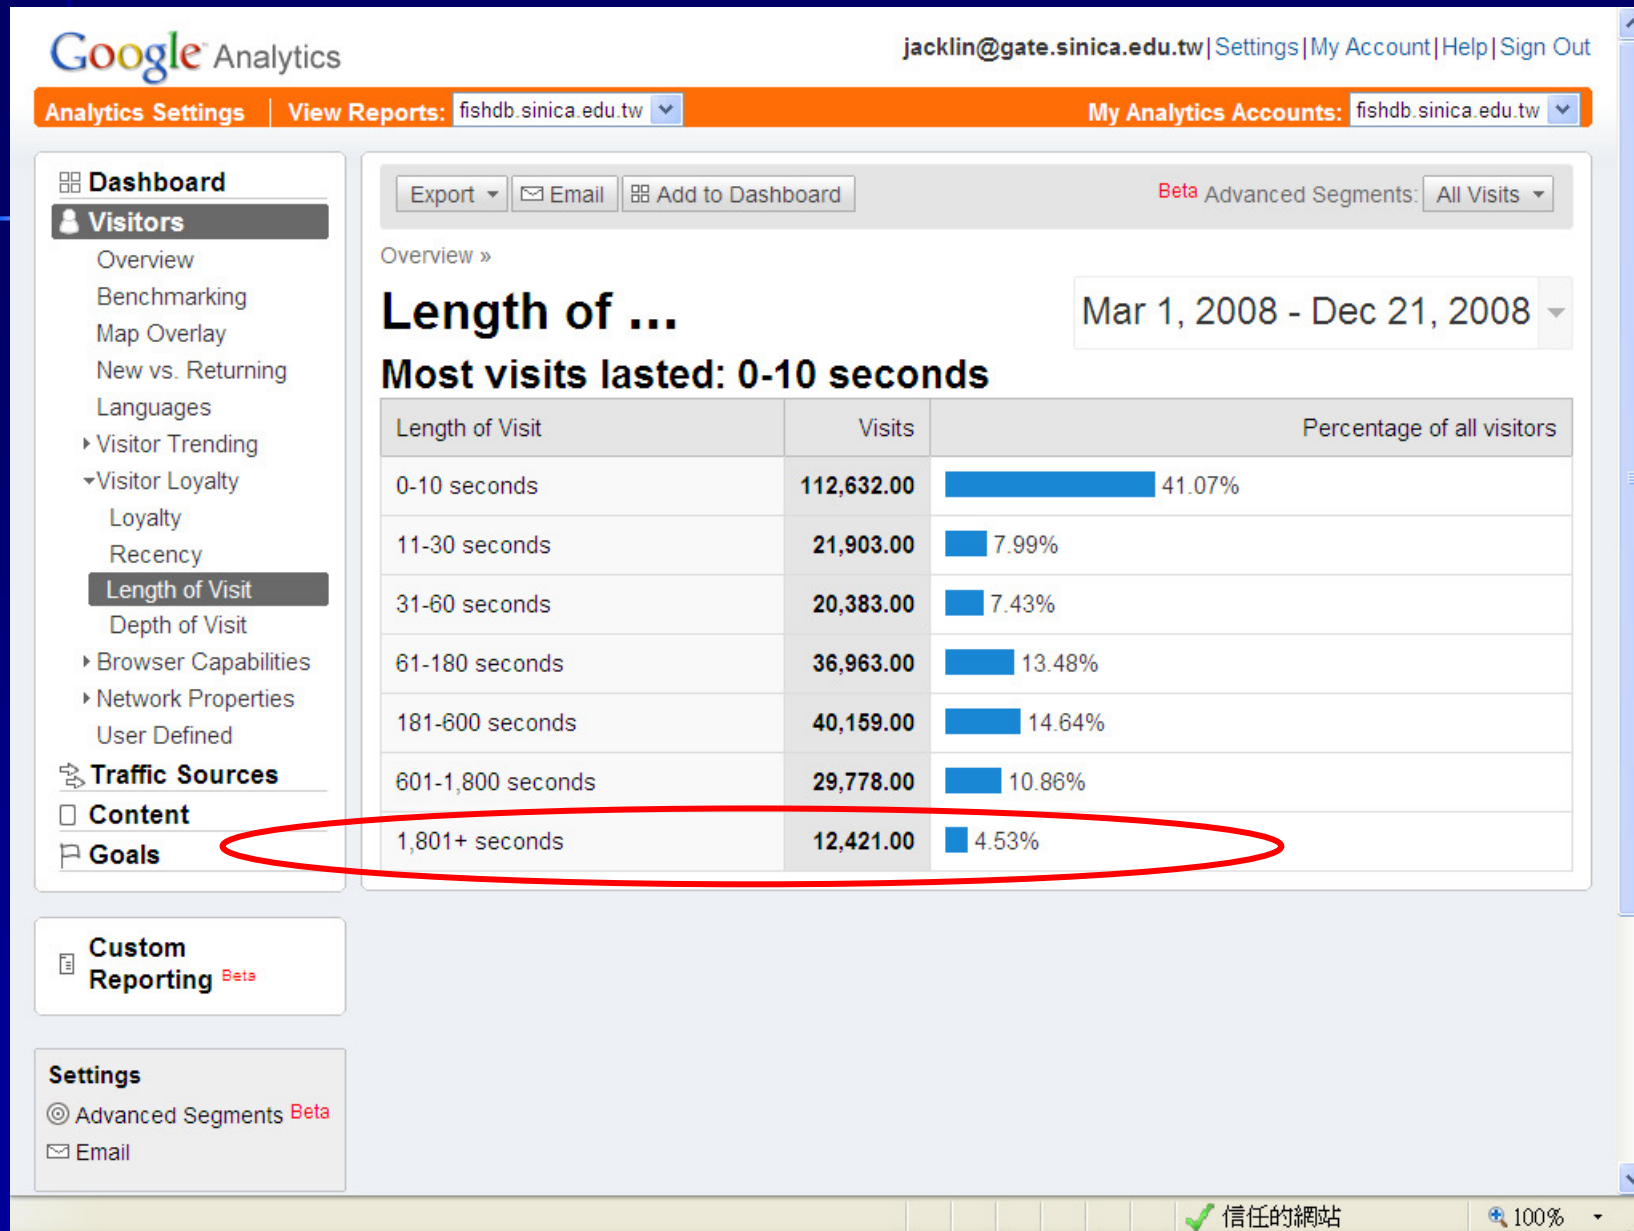 Google Analytics
jacklin@gate.sinica.edu.tw|Settings|My Account|Help|Sign Out
Analytics Settings | View Reports: fishdb.sinica.edu.tw
My Analytics Accounts: fishdb.sinica.edu.tw
Dashboard
Visitors
Overview
Benchmarking
Map Overlay
New vs. Returning
Languages
Visitor Trending
Visitor Loyalty
Loyalty
Recency
Length of Visit
Depth of Visit
Browser Capabilities
Network Properties
User Defined
Traffic Sources
Content
Goals
Custom
Reporting Beta
Settings
Advanced Segments Beta
Email
Export Email Add to Dashboard
Beta Advanced Segments: All Visits
Overview »
Length of ...
Mar 1, 2008 - Dec 21, 2008
Most visits lasted: 0-10 seconds
Length of Visit Visits Percentage of all visitors
0-10 seconds 112,632.00 41.07%
11-30 seconds 21,903.00 7.99%
31-60 seconds 20,383.00 7.43%
61-180 seconds 36,963.00 13.48%
181-600 seconds 40,159.00 14.64%
601-1,800 seconds 29,778.00 10.86%
1,801+ seconds 12,421.00 4.53%
信任的網站 100%